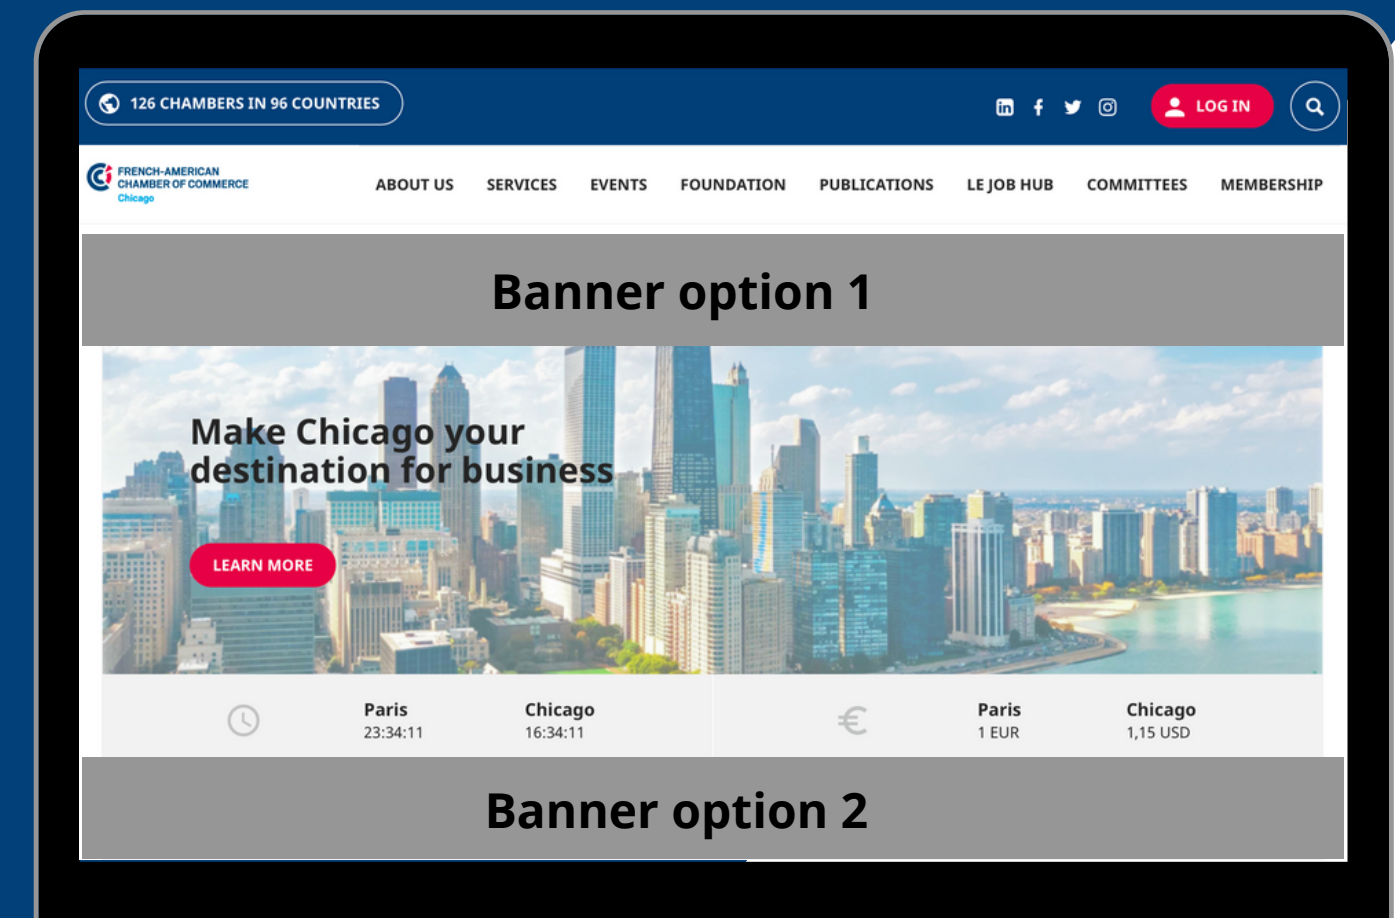 126 CHAMBERS IN 96 COUNTRIES
LOG IN
FRENCH-AMERICAN
CHAMBER OF COMMERCE
Chicago
ABOUT US SERVICES EVENTS FOUNDATION PUBLICATIONS LE JOB HUB COMMITTEES MEMBERSHIP
Banner option 1
Make Chicago your
destination for business
LEARN MORE
Paris Chicago Paris Chicago
23:34:11 16:34:11 1 EUR 1,15 USD
Banner option 2